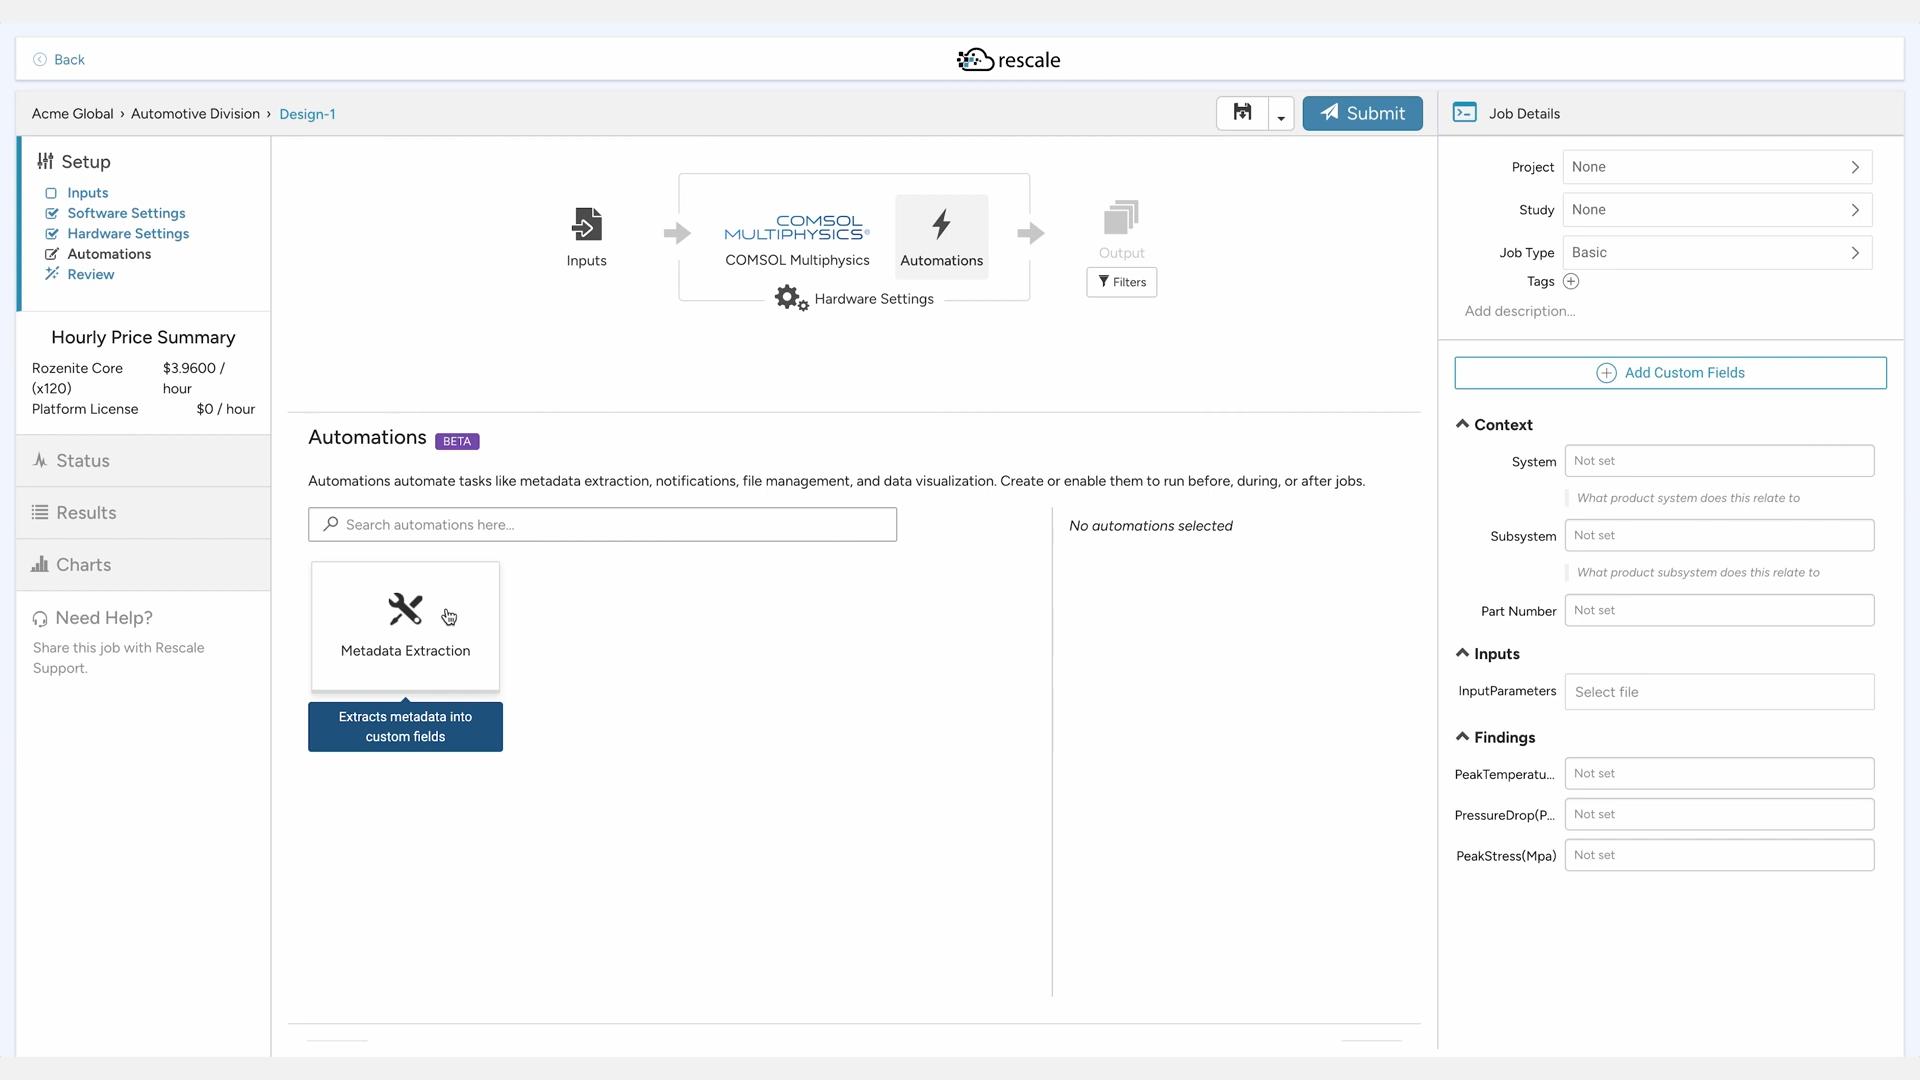 Back
rescale
Acme Global › Automotive Division › Design-1
Submit
Job Details
Setup
Inputs
Software Settings
Hardware Settings
Automations
Review
Hourly Price Summary
Rozenite Core (x120)
$3.9600 / hour
Platform License
$0 / hour
Status
Results
Charts
Need Help?
Share this job with Rescale
Support.
Inputs
COMSOL
MULTIPHYSICS®
COMSOL Multiphysics
Automations
Hardware Settings
Output
Filters
Automations BETA
Automations automate tasks like metadata extraction, notifications, file management, and data visualization. Create or enable them to run before, during, or after jobs.
Search automations here...
No automations selected
Metadata Extraction
Extracts metadata into
custom fields
Project None
Study None
Job Type Basic
Tags
Add description...
Add Custom Fields
Context
System Not set
What product system does this relate to
Subsystem Not set
What product subsystem does this relate to
Part Number Not set
Inputs
InputParameters Select file
Findings
PeakTemperatu... Not set
PressureDrop(P... Not set
PeakStress(Mpa) Not set